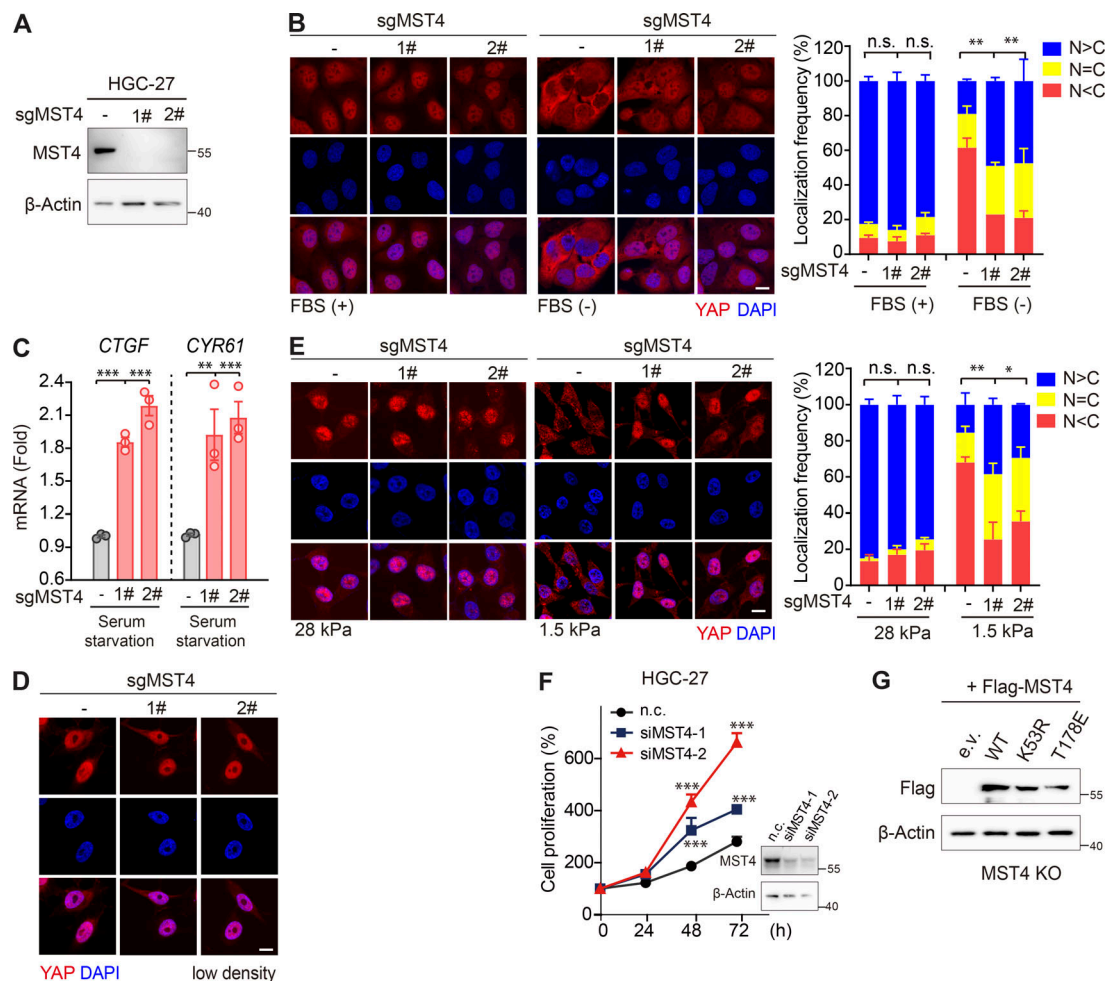 A
HGC-27
sgMST4 - 1# 2#
MST4
55
β-Actin
40
B
sgMST4 sgMST4
- 1# 2# - 1# 2#
FBS (+) FBS (-) YAP DAPI
Localization frequency (%)
120
100
80
60
40
20
0
n.s. n.s. ** **
N>C
N=C
N<C
sgMST4 - 1# 2# - 1# 2#
FBS (+) FBS (-)
C
CTGF CYR61
*** *** ** ***
mRNA (Fold)
2.4
2.1
1.8
1.5
1.2
0.9
0.6
sgMST4 - 1# 2# - 1# 2#
Serum starvation Serum starvation
D
sgMST4
- 1# 2#
YAP DAPI low density
E
sgMST4 sgMST4
- 1# 2# - 1# 2#
28 kPa 1.5 kPa YAP DAPI
Localization frequency (%)
120
100
80
60
40
20
0
n.s. n.s. ** *
N>C
N=C
N<C
sgMST4 - 1# 2# - 1# 2#
28 kPa 1.5 kPa
F
HGC-27
n.c.
siMST4-1
siMST4-2
Cell proliferation (%)
600
400
200
0
***
***
***
***
0 24 48 72 (h)
n.c. siMST4-1 siMST4-2
MST4
55
β-Actin
40
G
+ Flag-MST4
e.v. WT K53R T178E
Flag
55
β-Actin
40
MST4 KO